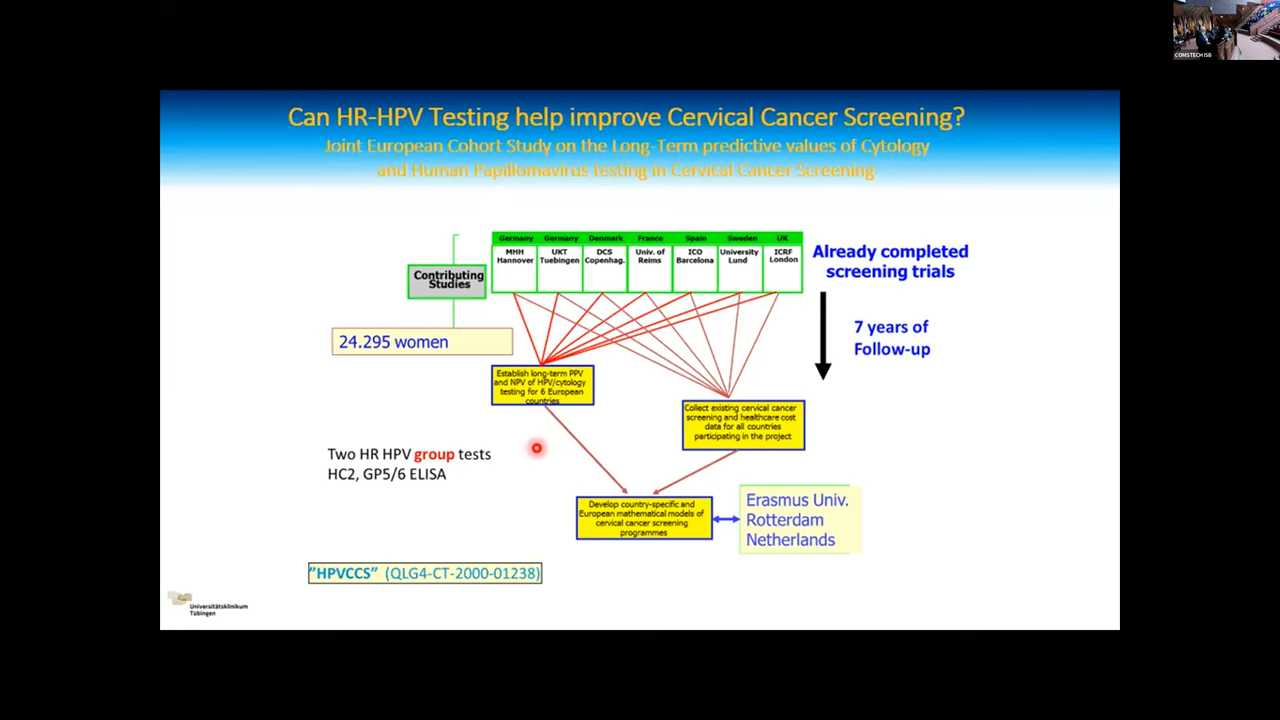 COMSTECH ISB
Can HR-HPV Testing help improve Cervical Cancer Screening?
Joint European Cohort Study on the Long-Term predictive values of Cytology
and Human Papillomavirus testing in Cervical Cancer Screening
Germany Germany Denmark France Spain Sweden UK
MHH UKT DCS Univ. of ICO University ICRF
Hannover Tuebingen Copenhag. Reims Barcelona Lund London
Already completed
screening trials
Contributing
Studies
7 years of
Follow-up
24.295 women
Establish long-term PPV
and NPV of HPV/cytology
testing for 6 European
countries
Collect existing cervical cancer
screening and healthcare cost
data for all countries
participating in the project
Two HR HPV group tests
HC2, GP5/6 ELISA
Develop country-specific and
European mathematical models of
cervical cancer screening
programmes
Erasmus Univ.
Rotterdam
Netherlands
”HPVCCS” (QLG4-CT-2000-01238)
Universitätsklinikum
Tübingen